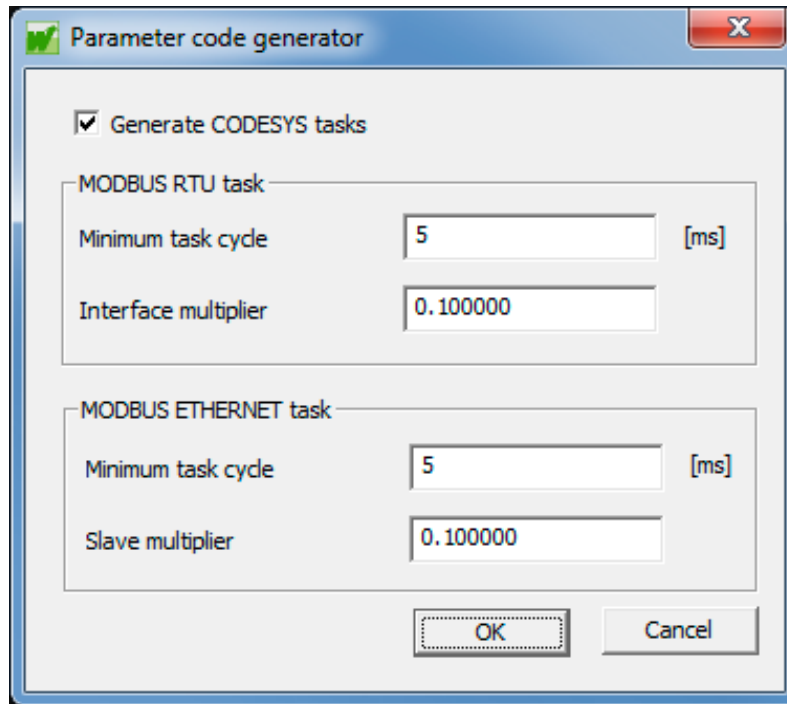 Parameter code generator
Generate CODESYS tasks
MODBUS RTU task
Minimum task cycle 5 [ms]
Interface multiplier 0.100000
MODBUS ETHERNET task
Minimum task cycle 5 [ms]
Slave multiplier 0.100000
OK Cancel